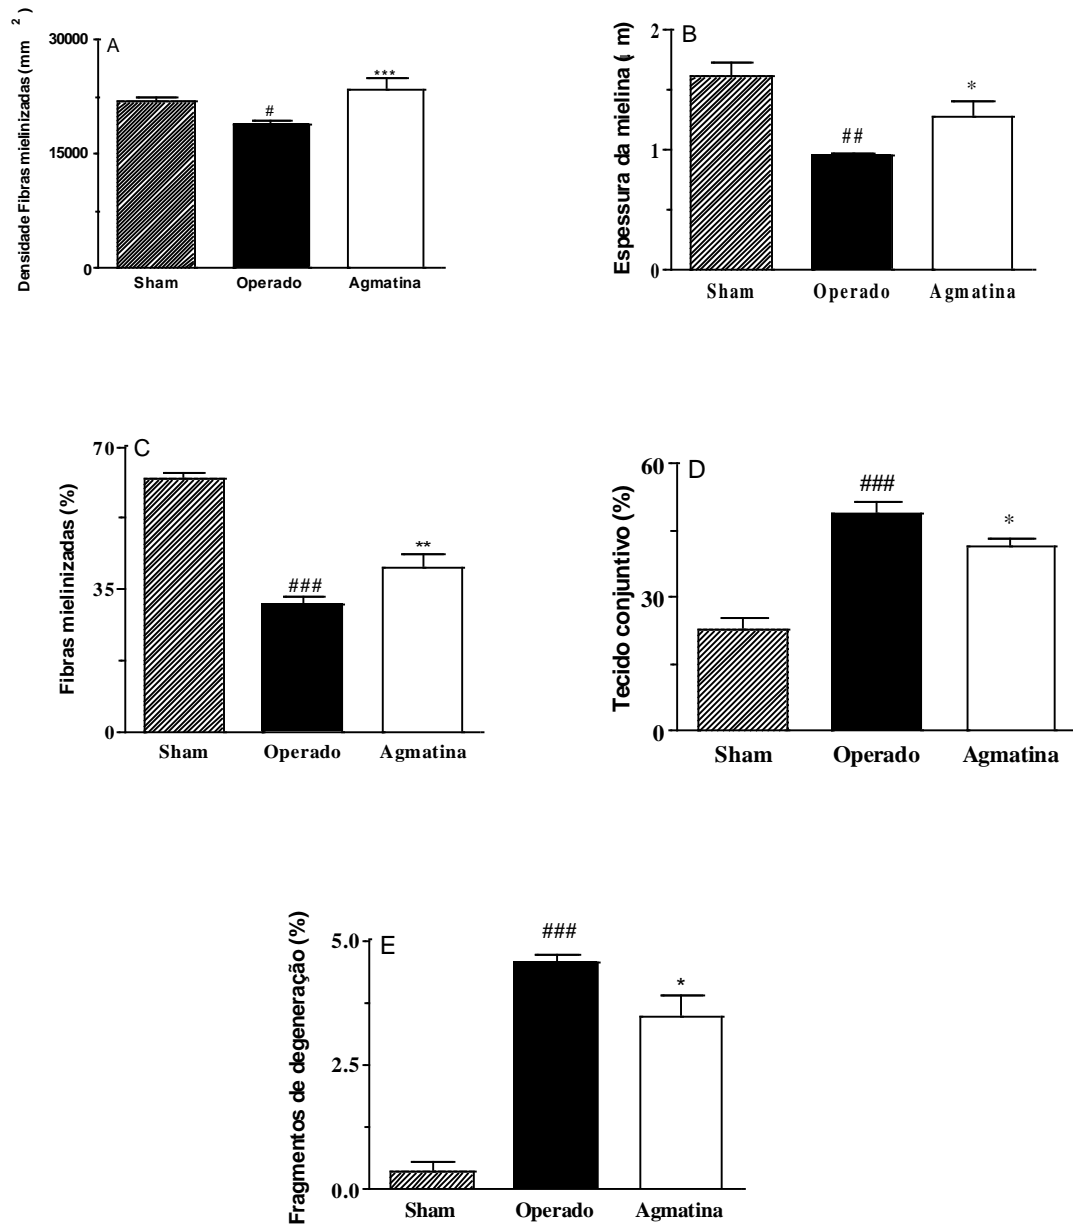 A
Densidade Fibras mielinizadas (mm 2)
30000
15000
0
#
***
Sham Operado Agmatina
B
Espessura da mielina ( m)
2
1
0
##
*
Sham Operado Agmatina
C
Fibras mielinizadas (%)
70
35
0
###
**
Sham Operado Agmatina
D
Tecido conjuntivo (%)
60
30
0
###
*
Sham Operado Agmatina
E
Fragmentos de degeneração (%)
5.0
2.5
0.0
###
*
Sham Operado Agmatina